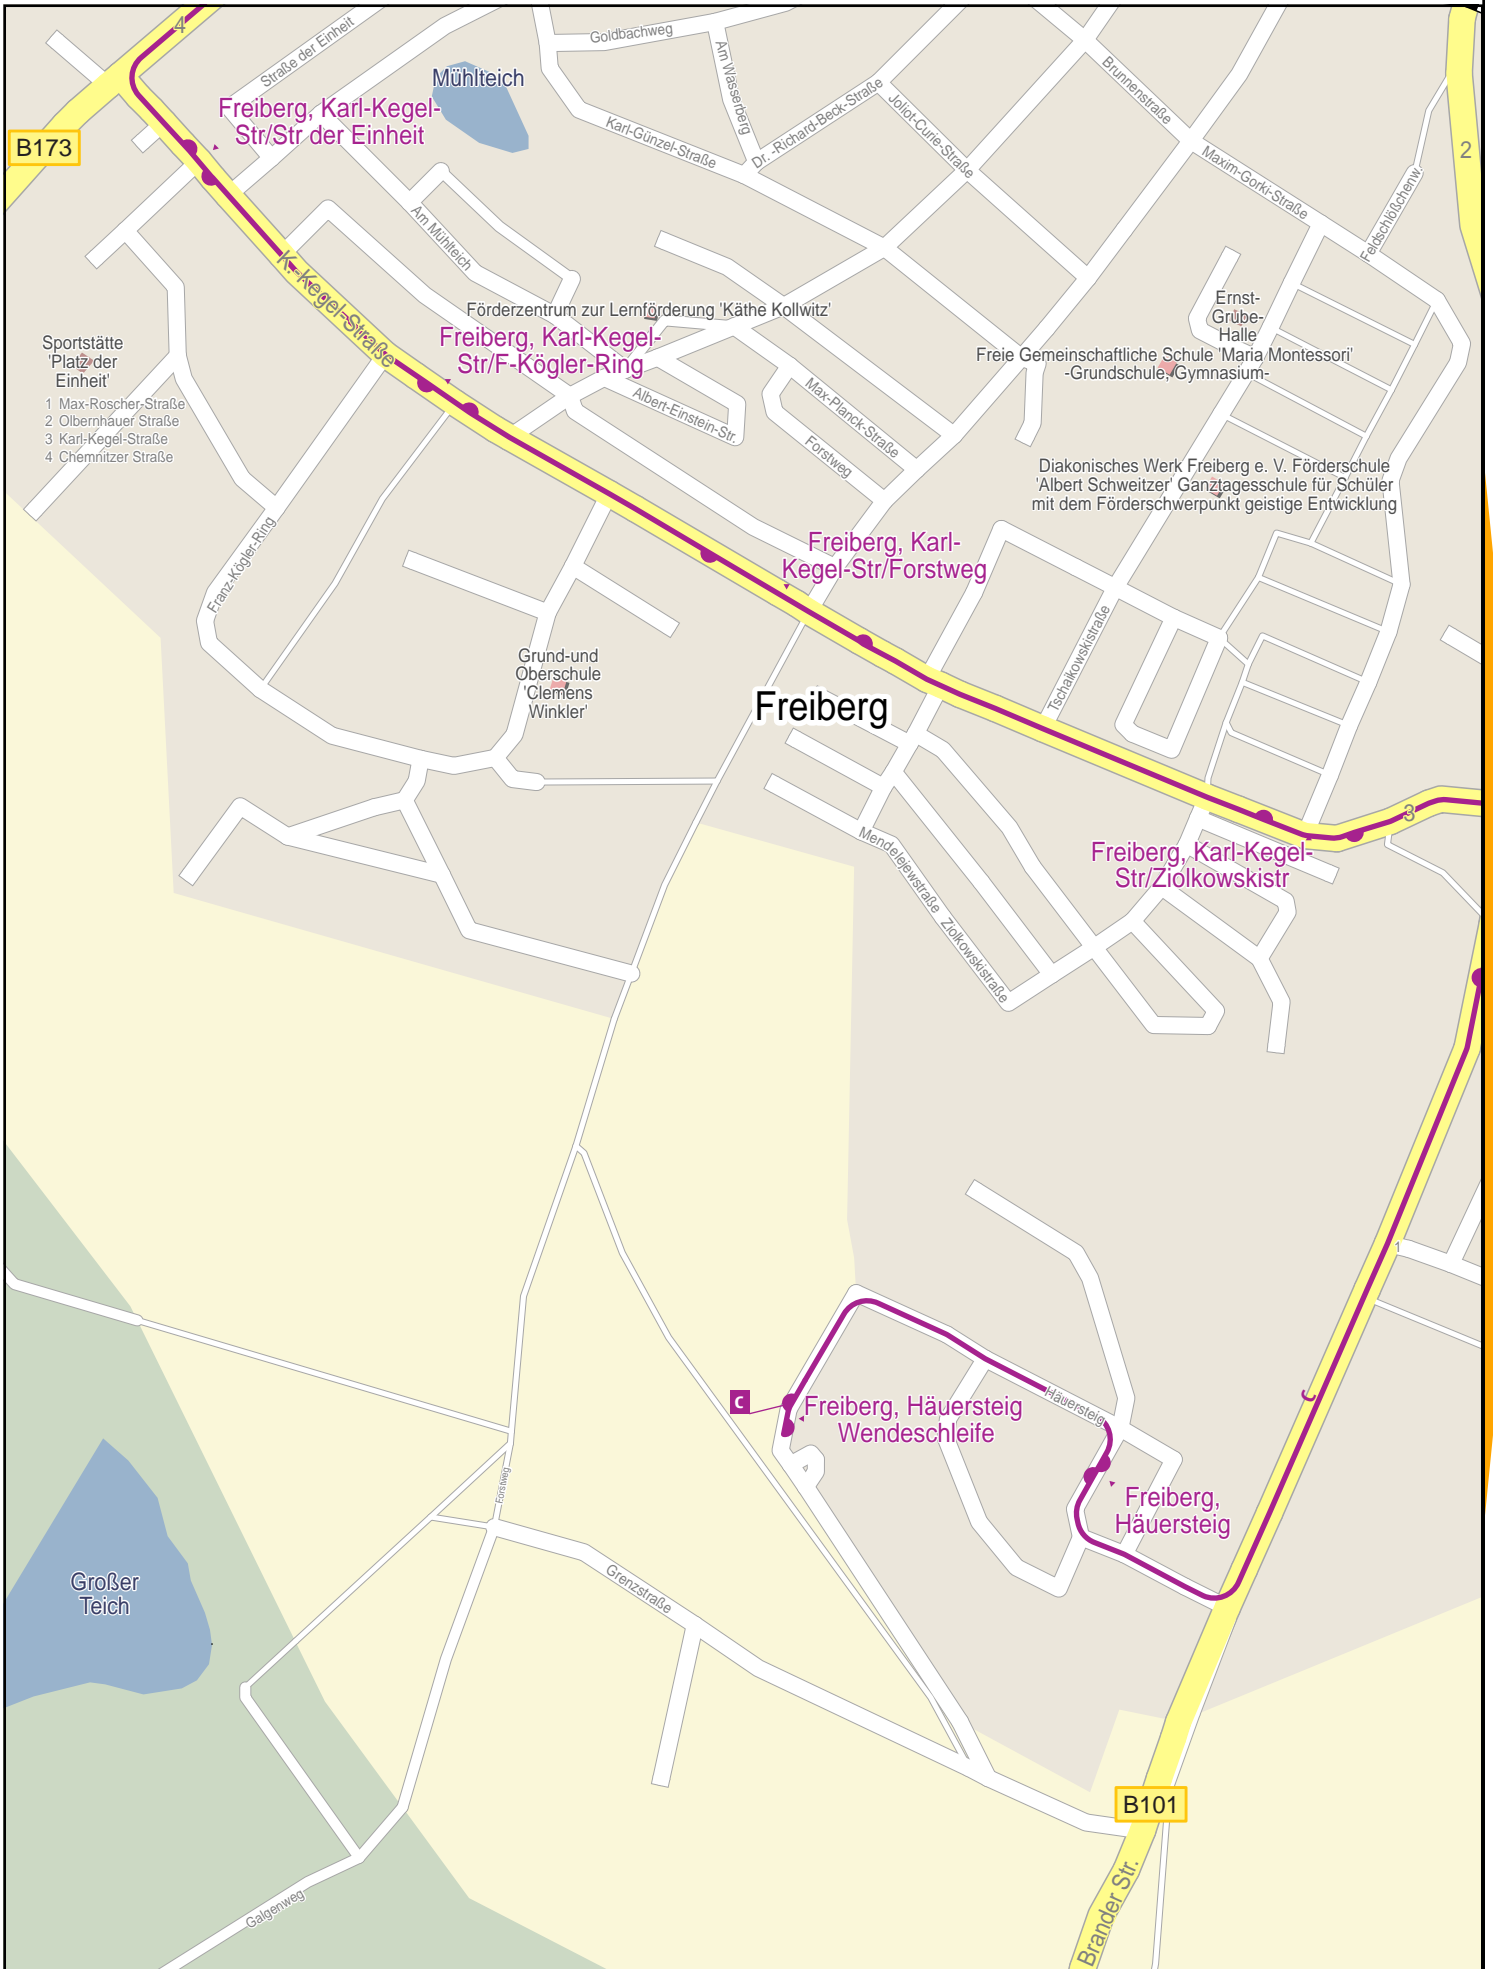 4
Straße der Einheit
Goldbachweg
Am Wasserberg
Mühlteich
Brunnenstraße
Freiberg, Karl-Kegel-
Str/Str der Einheit
Karl-Günzel-Straße
Dr. -Richard-Beck-Straße
Joliot-Curie-Straße
B173
2
Maxim-Gorki-Straße
Feldschlößchenw.
Am Mühlteich
K.-Kegel-Straße
Förderzentrum zur Lernförderung 'Käthe Kollwitz'
Ernst-
Grube-
Halle
Sportstätte
'Platz der
Einheit'
Freiberg, Karl-Kegel-
Str/F-Kögler-Ring
Freie Gemeinschaftliche Schule 'Maria Montessori'
-Grundschule, Gymnasium-
1 Max-Roscher-Straße
2 Olbernhauer Straße
3 Karl-Kegel-Straße
4 Chemnitzer Straße
Albert-Einstein-Str.
Max-Planck-Straße
Forstweg
Diakonisches Werk Freiberg e. V. Förderschule
'Albert Schweitzer' Ganztagesschule für Schüler
mit dem Förderschwerpunkt geistige Entwicklung
Franz-Kögler-Ring
Freiberg, Karl-
Kegel-Str/Forstweg
Tschaikowskistraße
Grund-und
Oberschule
'Clemens
Winkler'
Freiberg
3
Mendelejewstraße
Ziolkowskistraße
Freiberg, Karl-Kegel-
Str/Ziolkowskistr
1
C
C
Freiberg, Häuersteig
Wendeschleife
Häuersteig
Freiberg,
Häuersteig
Forstweg
Großer
Teich
Grenzstraße
B101
Brander Str.
Galgenweg